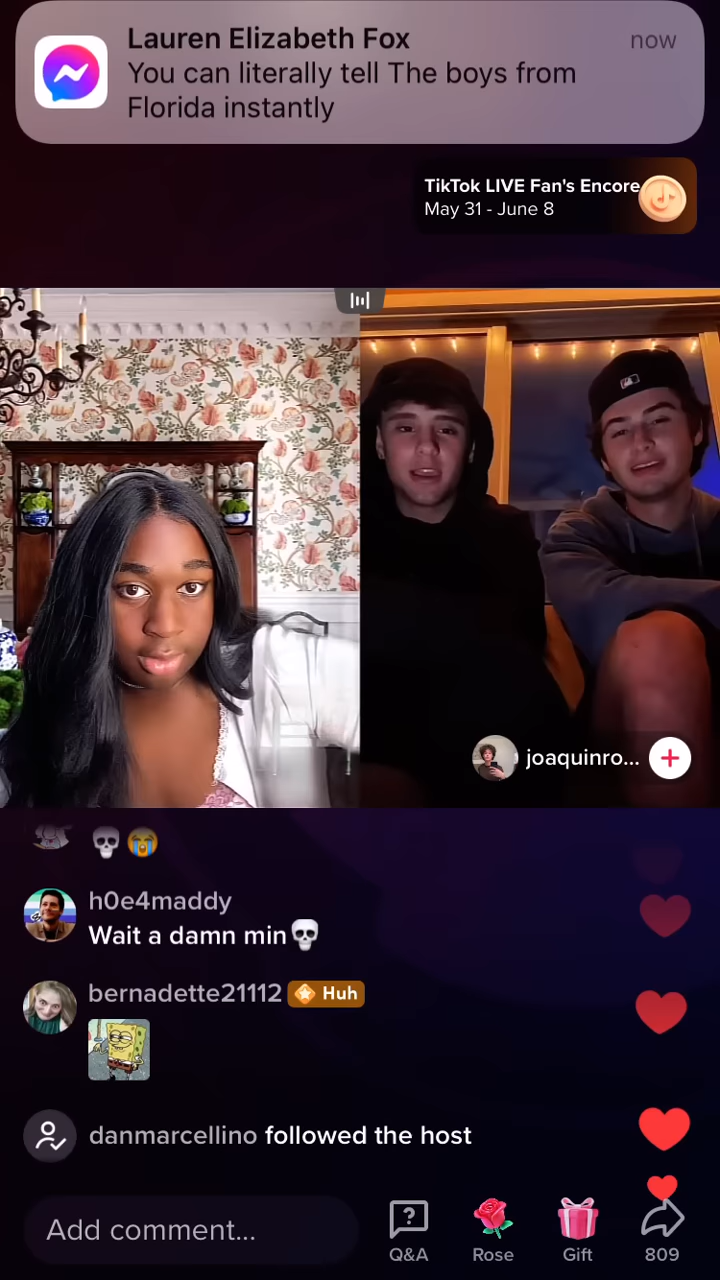 Lauren Elizabeth Fox
now
You can literally tell The boys from
Florida instantly
TikTok LIVE Fan's Encore
May 31 - June 8
joaquinro...
💀😭
h0e4maddy
Wait a damn min💀
bernadette21112 Huh
danmarcellino followed the host
Add comment...
Q&A
Rose
Gift
809